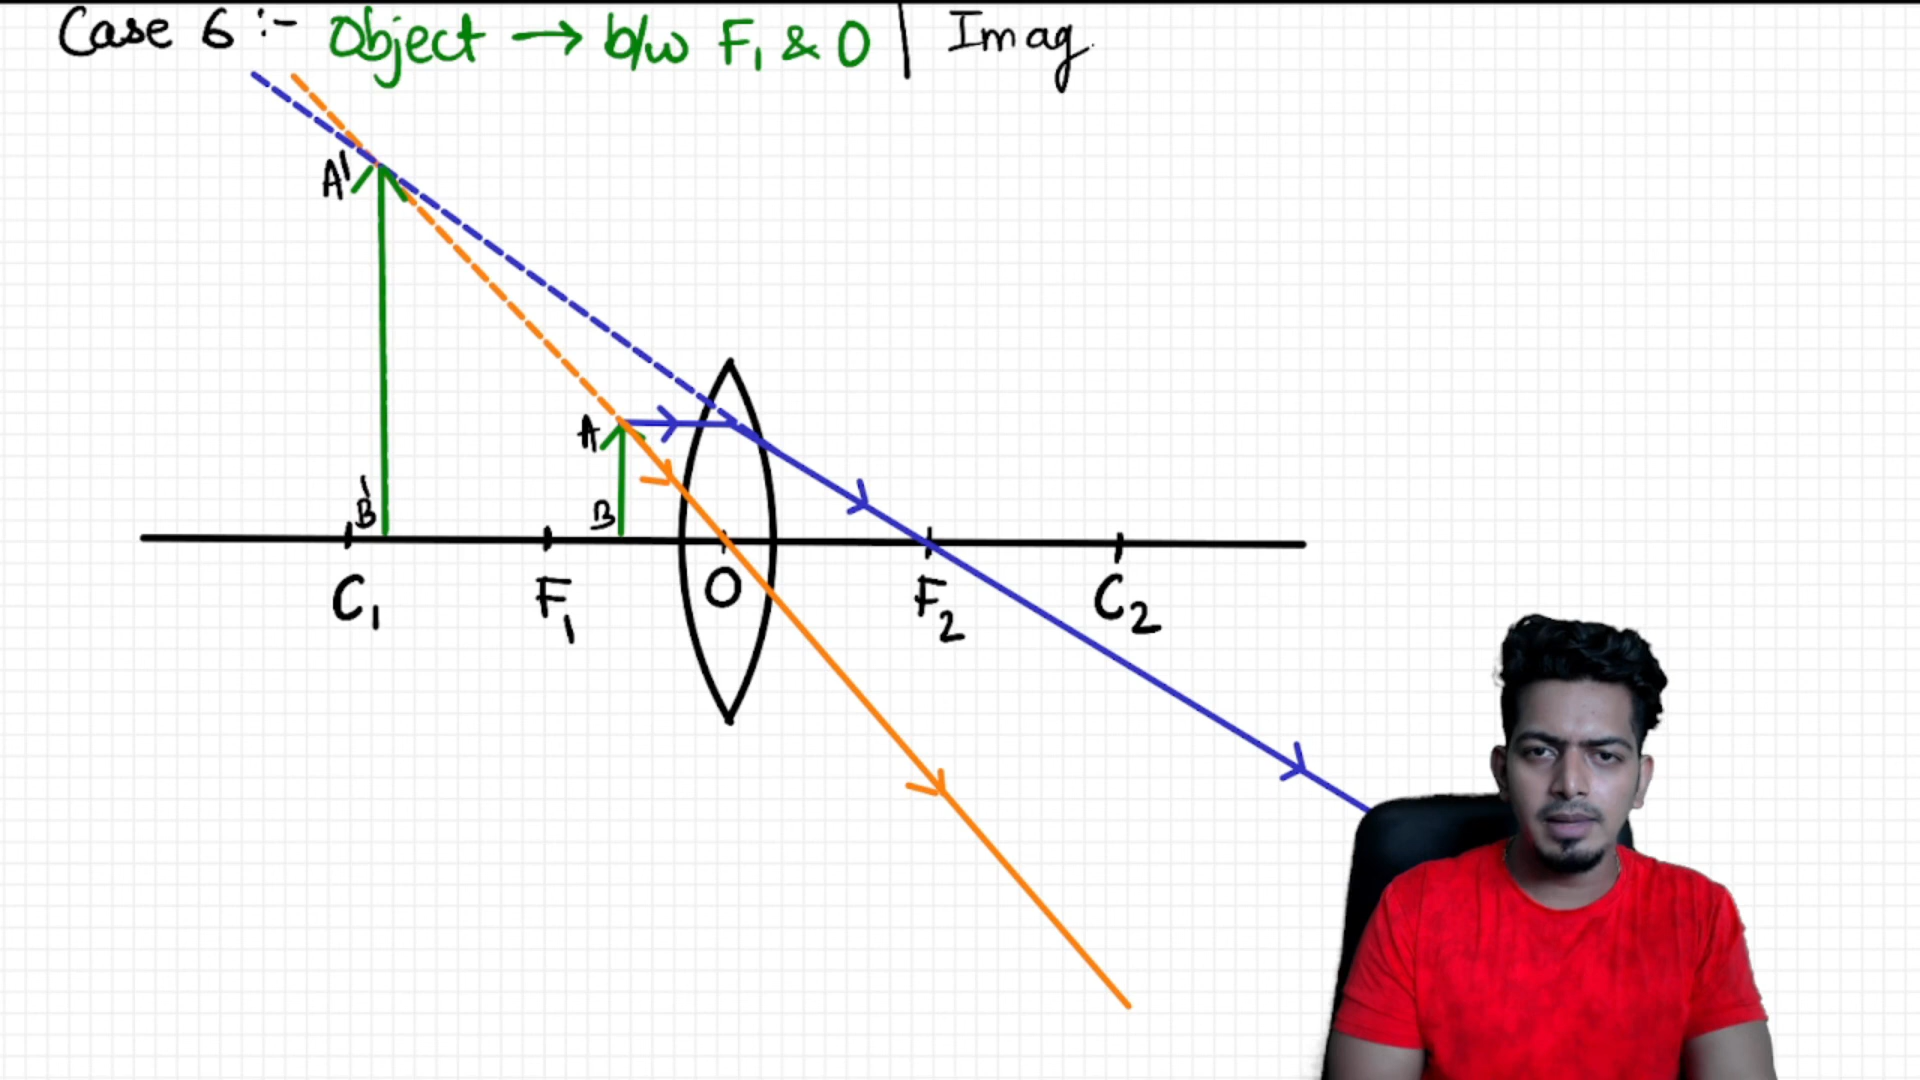 Case 6 :- Object → b/w F₁ & O | Imag
A'
A
B'
B
C₁ F₁ O F₂ C₂